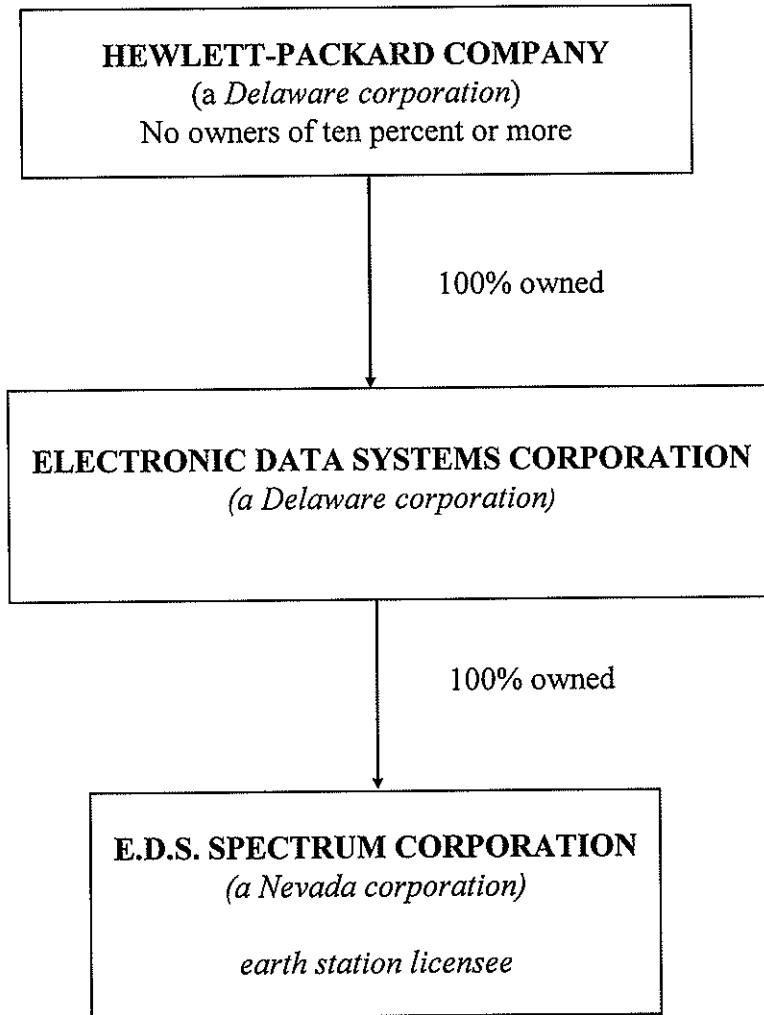 HEWLETT-PACKARD COMPANY
(a Delaware corporation)
No owners of ten percent or more
100% owned
ELECTRONIC DATA SYSTEMS CORPORATION
(a Delaware corporation)
100% owned
E.D.S. SPECTRUM CORPORATION
(a Nevada corporation)
earth station licensee